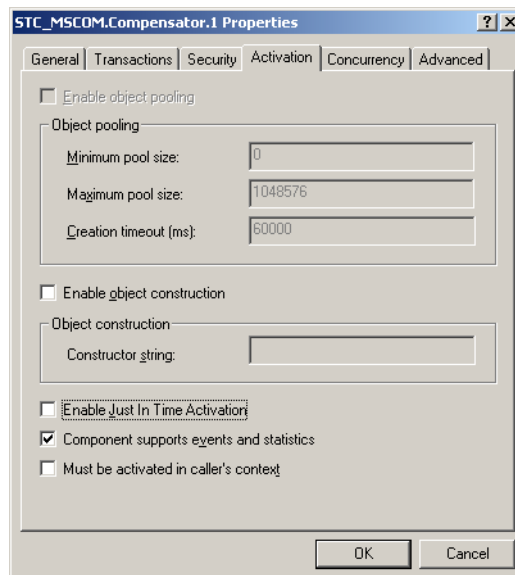 STC_MSCOM.Compensator.1 Properties
General Transactions Security Activation Concurrency Advanced
Enable object pooling
Object pooling
Minimum pool size: 0
Maximum pool size: 1048576
Creation timeout (ms): 60000
Enable object construction
Object construction
Constructor string:
Enable Just In Time Activation
Component supports events and statistics
Must be activated in caller's context
OK Cancel